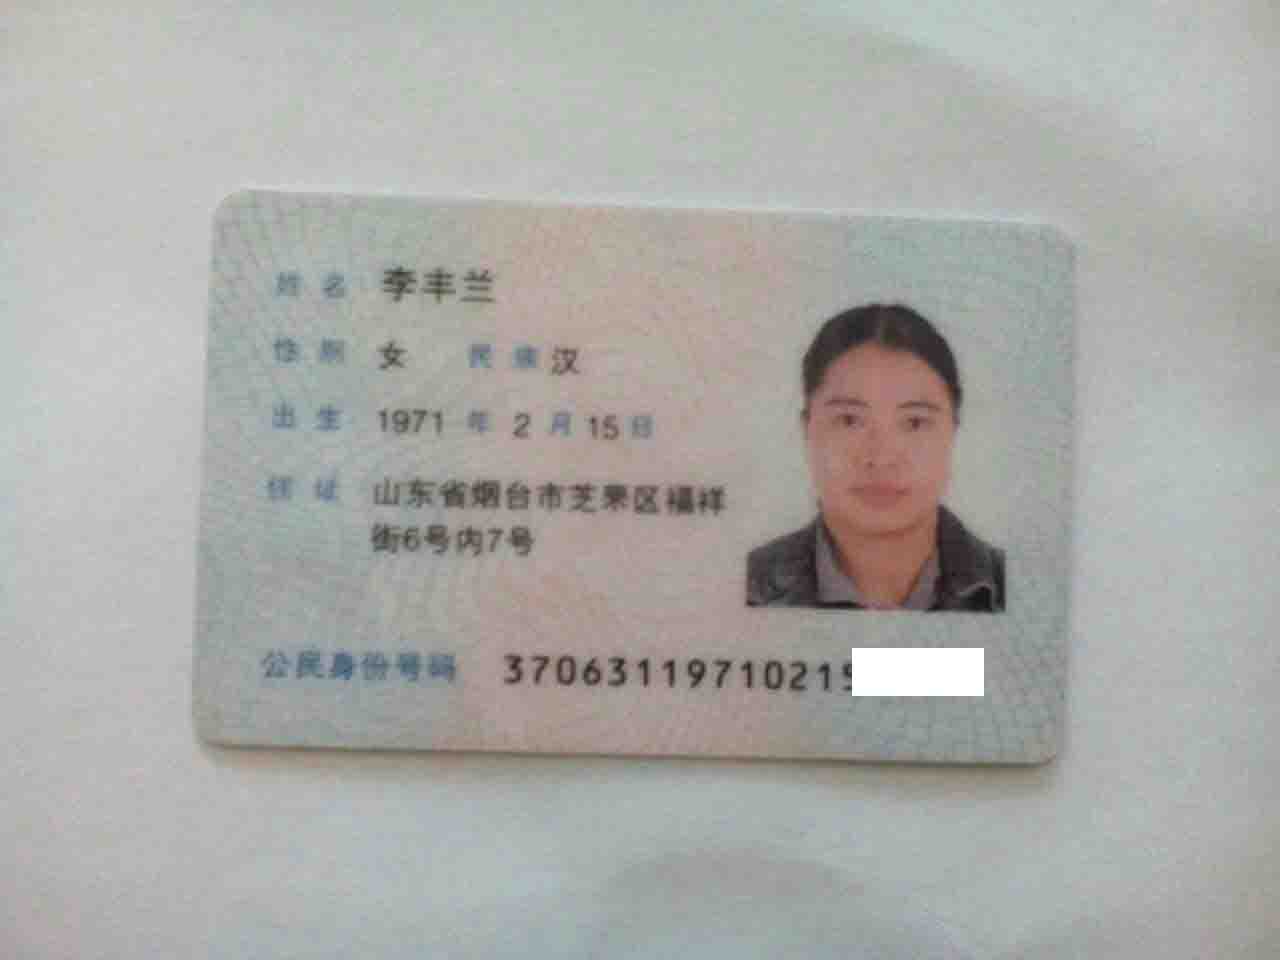 姓名 李丰兰
性别 女 民族 汉
出生 1971 年 2 月 15 日
住址 山东省烟台市芝罘区福祥
街6号内7号
公民身份号码 37063119710215